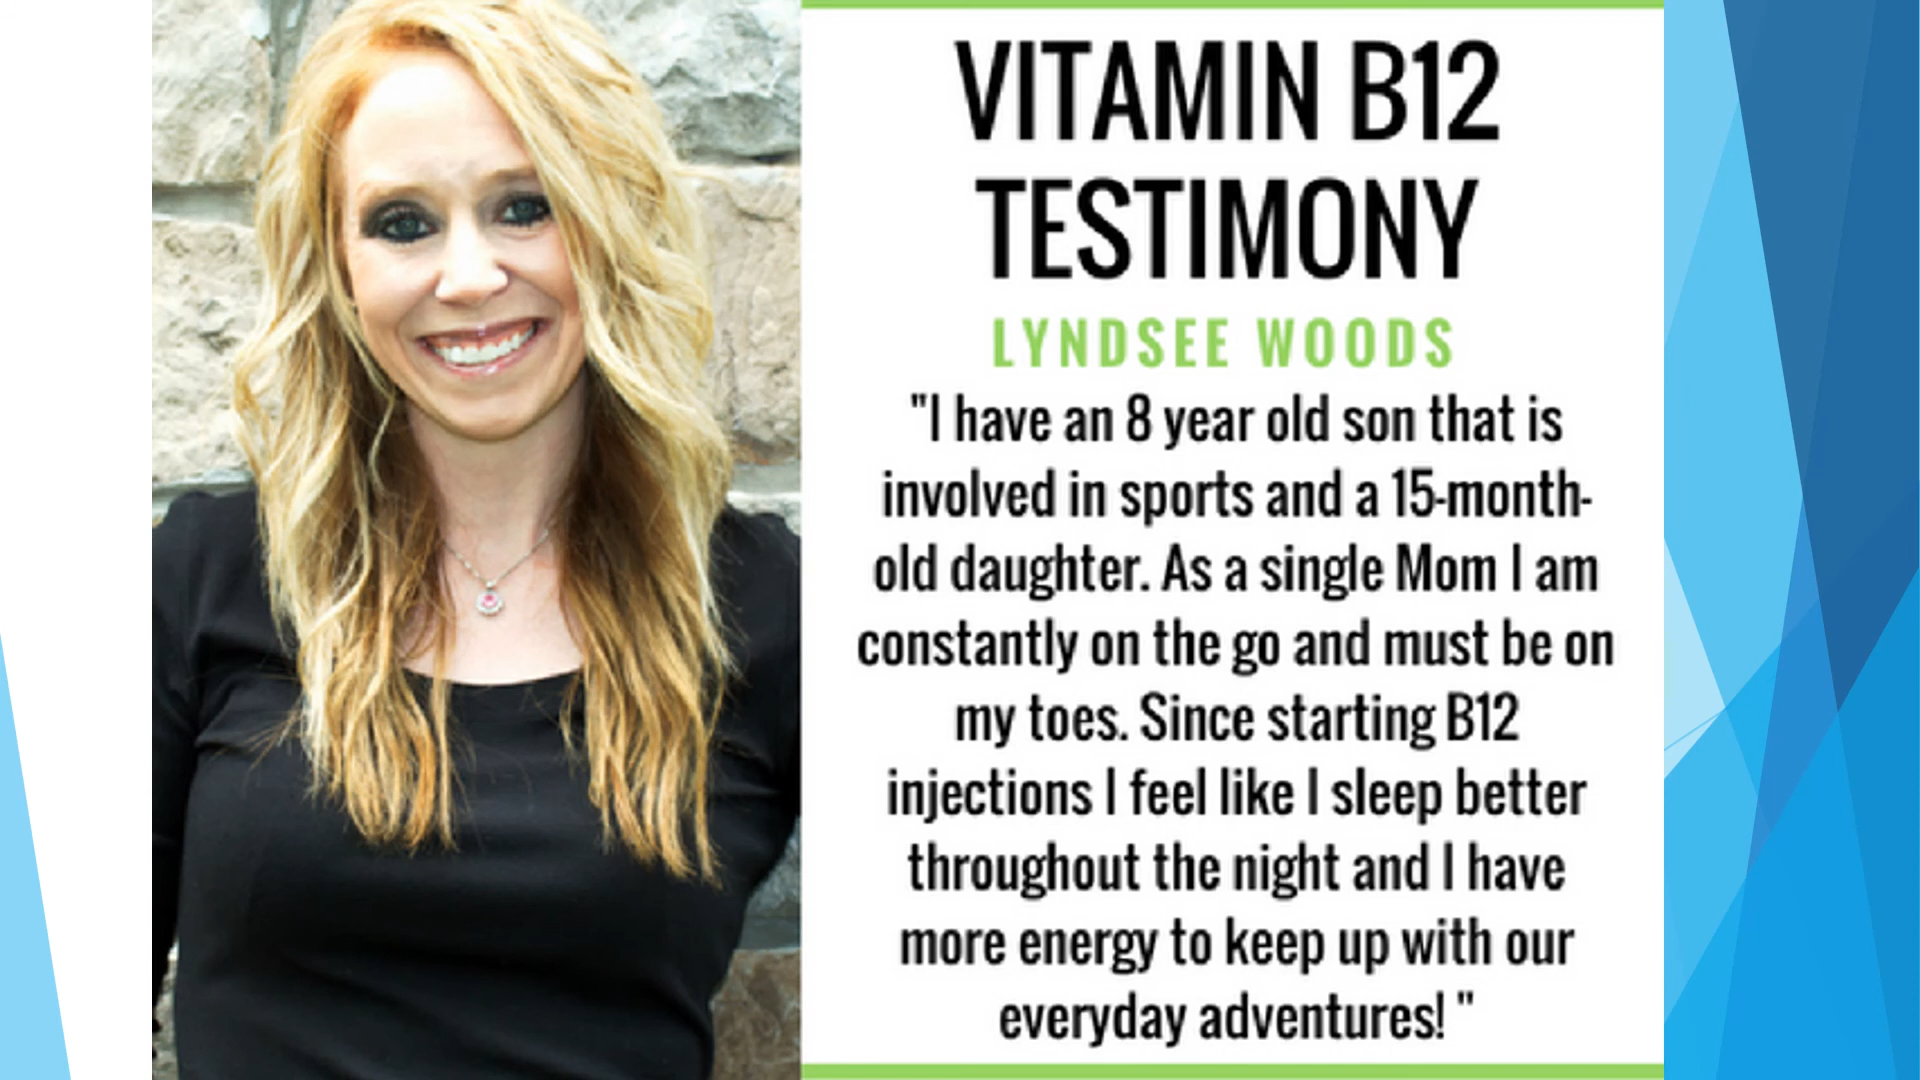 VITAMIN B12
TESTIMONY
LYNDSEE WOODS
"I have an 8 year old son that is
involved in sports and a 15-month-
old daughter. As a single Mom I am
constantly on the go and must be on
my toes. Since starting B12
injections I feel like I sleep better
throughout the night and I have
more energy to keep up with our
everyday adventures! "